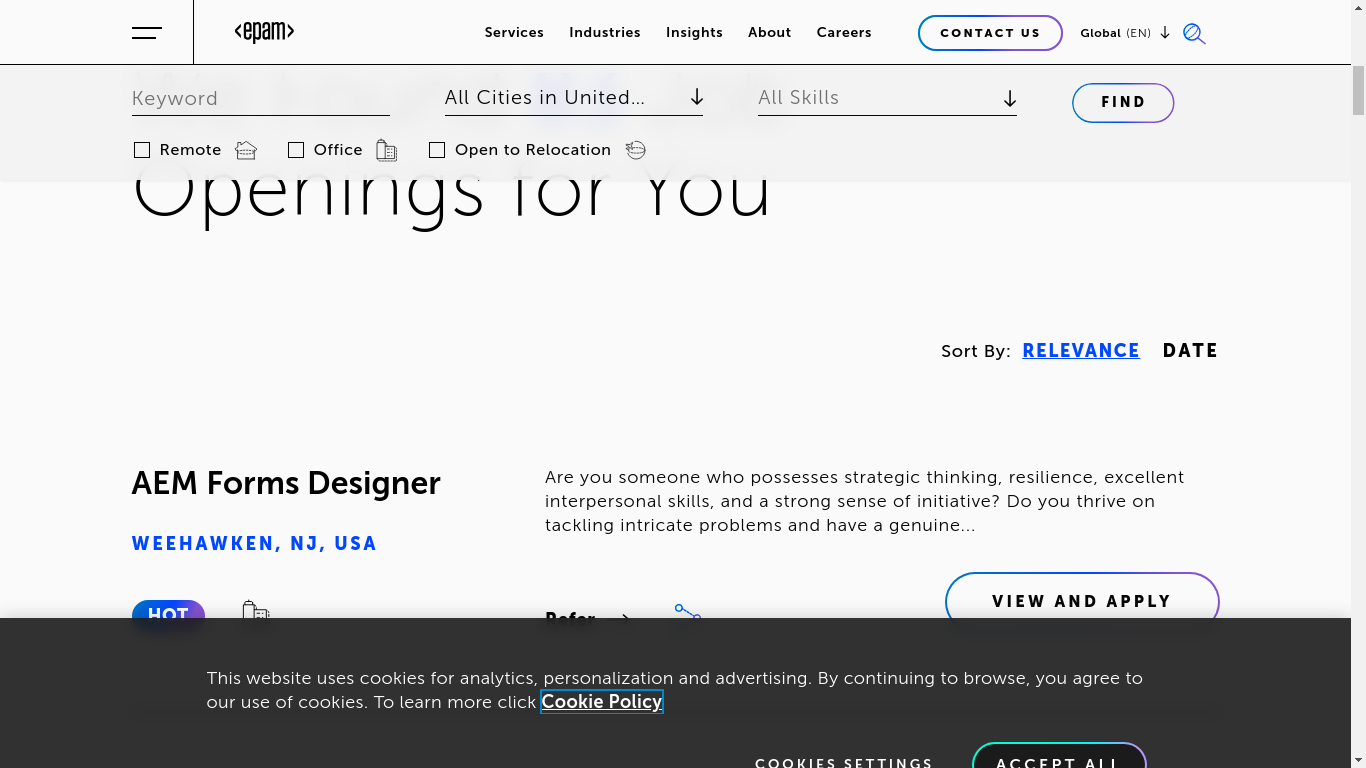 <epam>
Services
Industries
Insights
About
Careers
CONTACT US
Global (EN)
Keyword
All Cities in United...
All Skills
FIND
Remote
Office
Open to Relocation
Openings for You
Sort By: RELEVANCE DATE
AEM Forms Designer
WEEHAWKEN, NJ, USA
HOT
Are you someone who possesses strategic thinking, resilience, excellent
interpersonal skills, and a strong sense of initiative? Do you thrive on
tackling intricate problems and have a genuine...
Refer
VIEW AND APPLY
This website uses cookies for analytics, personalization and advertising. By continuing to browse, you agree to
our use of cookies. To learn more click Cookie Policy
COOKIES SETTINGS
ACCEPT ALL